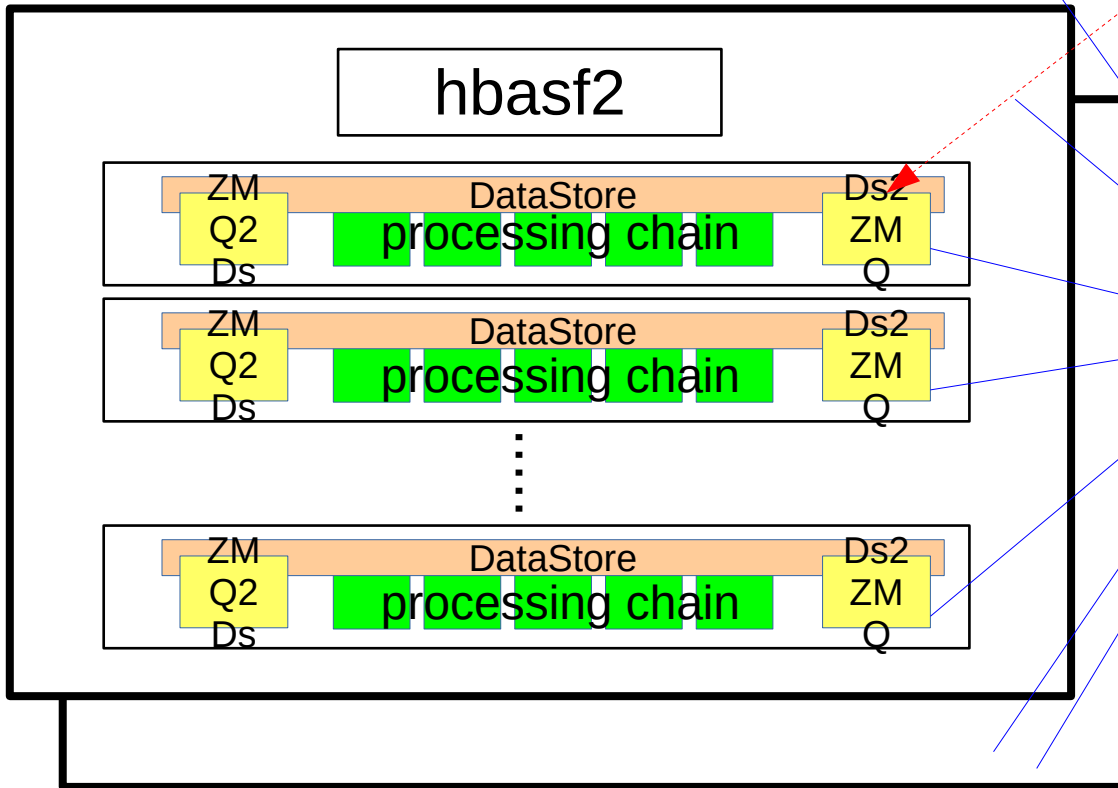 hbasf2
ZM
Q2
Ds
DataStore
processing chain
Ds2
ZM
Q
ZM
Q2
Ds
DataStore
processing chain
Ds2
ZM
Q
ZM
Q2
Ds
DataStore
processing chain
Ds2
ZM
Q